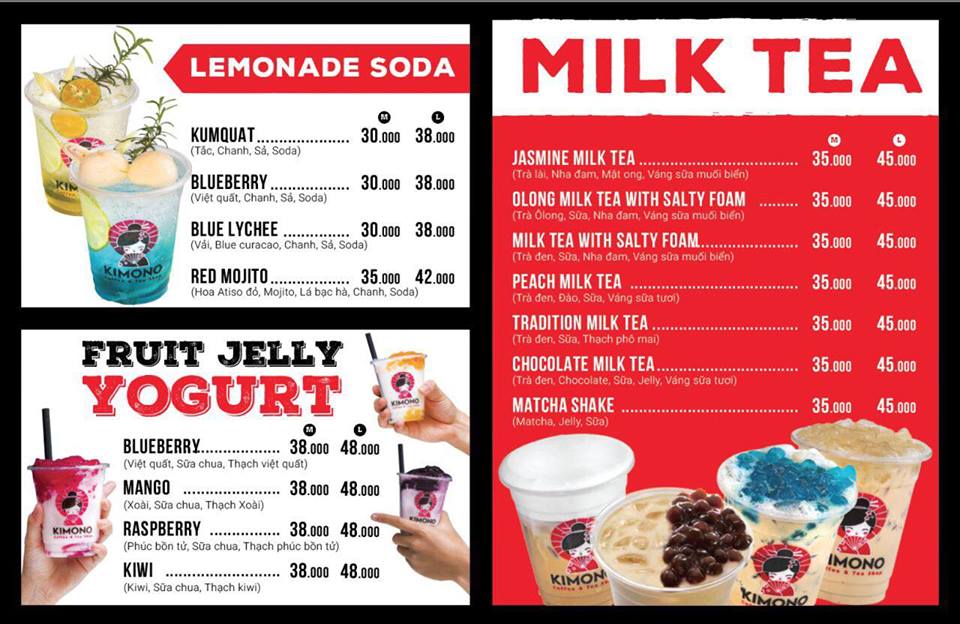 LEMONADE SODA
M L
KUMQUAT..................... 30.000 38.000
(Tắc, Chanh, Sả, Soda)
BLUEBERRY.................. 30.000 38.000
(Việt quất, Chanh, Sả, Soda)
BLUE LYCHEE ............... 30.000 38.000
(Vải, Blue curacao, Chanh, Sả, Soda)
RED MOJITO.................. 35.000 42.000
(Hoa Atiso đỏ, Mojito, Lá bạc hà, Chanh, Soda)
KIMONO
Coffee & Tea Shop
FRUIT JELLY
YOGURT
M L
BLUEBERRY..................... 38.000 48.000
(Việt quất, Sữa chua, Thạch việt quất)
MANGO ........................ 38.000 48.000
(Xoài, Sữa chua, Thạch Xoài)
RASPBERRY .................. 38.000 48.000
(Phúc bồn tử, Sữa chua, Thạch phúc bồn tử)
KIWI ........................... 38.000 48.000
(Kiwi, Sữa chua, Thạch kiwi)
KIMONO
Coffee & Tea Shop
KIMONO
KIMONO
MILK TEA
M L
JASMINE MILK TEA .................................... 35.000 45.000
(Trà lài, Nha đam, Mật ong, Váng sữa muối biển)
OLONG MILK TEA WITH SALTY FOAM ......... 35.000 45.000
(Trà Ôlong, Sữa, Nha đam, Váng sữa muối biển)
MILK TEA WITH SALTY FOAM....................... 35.000 45.000
(Trà đen, Sữa, Nha đam, Váng sữa muối biển)
PEACH MILK TEA ...................................... 35.000 45.000
(Trà đen, Đào, Sữa, Váng sữa tươi)
TRADITION MILK TEA ................................. 35.000 45.000
(Trà đen, Sữa, Thạch phô mai)
CHOCOLATE MILK TEA................................ 35.000 45.000
(Trà đen, Chocolate, Sữa, Jelly, Váng sữa tươi)
MATCHA SHAKE ........................................ 35.000 45.000
(Matcha, Jelly, Sữa)
KIMONO
Coffee & Tea Shop
KIMONO
KIMONO